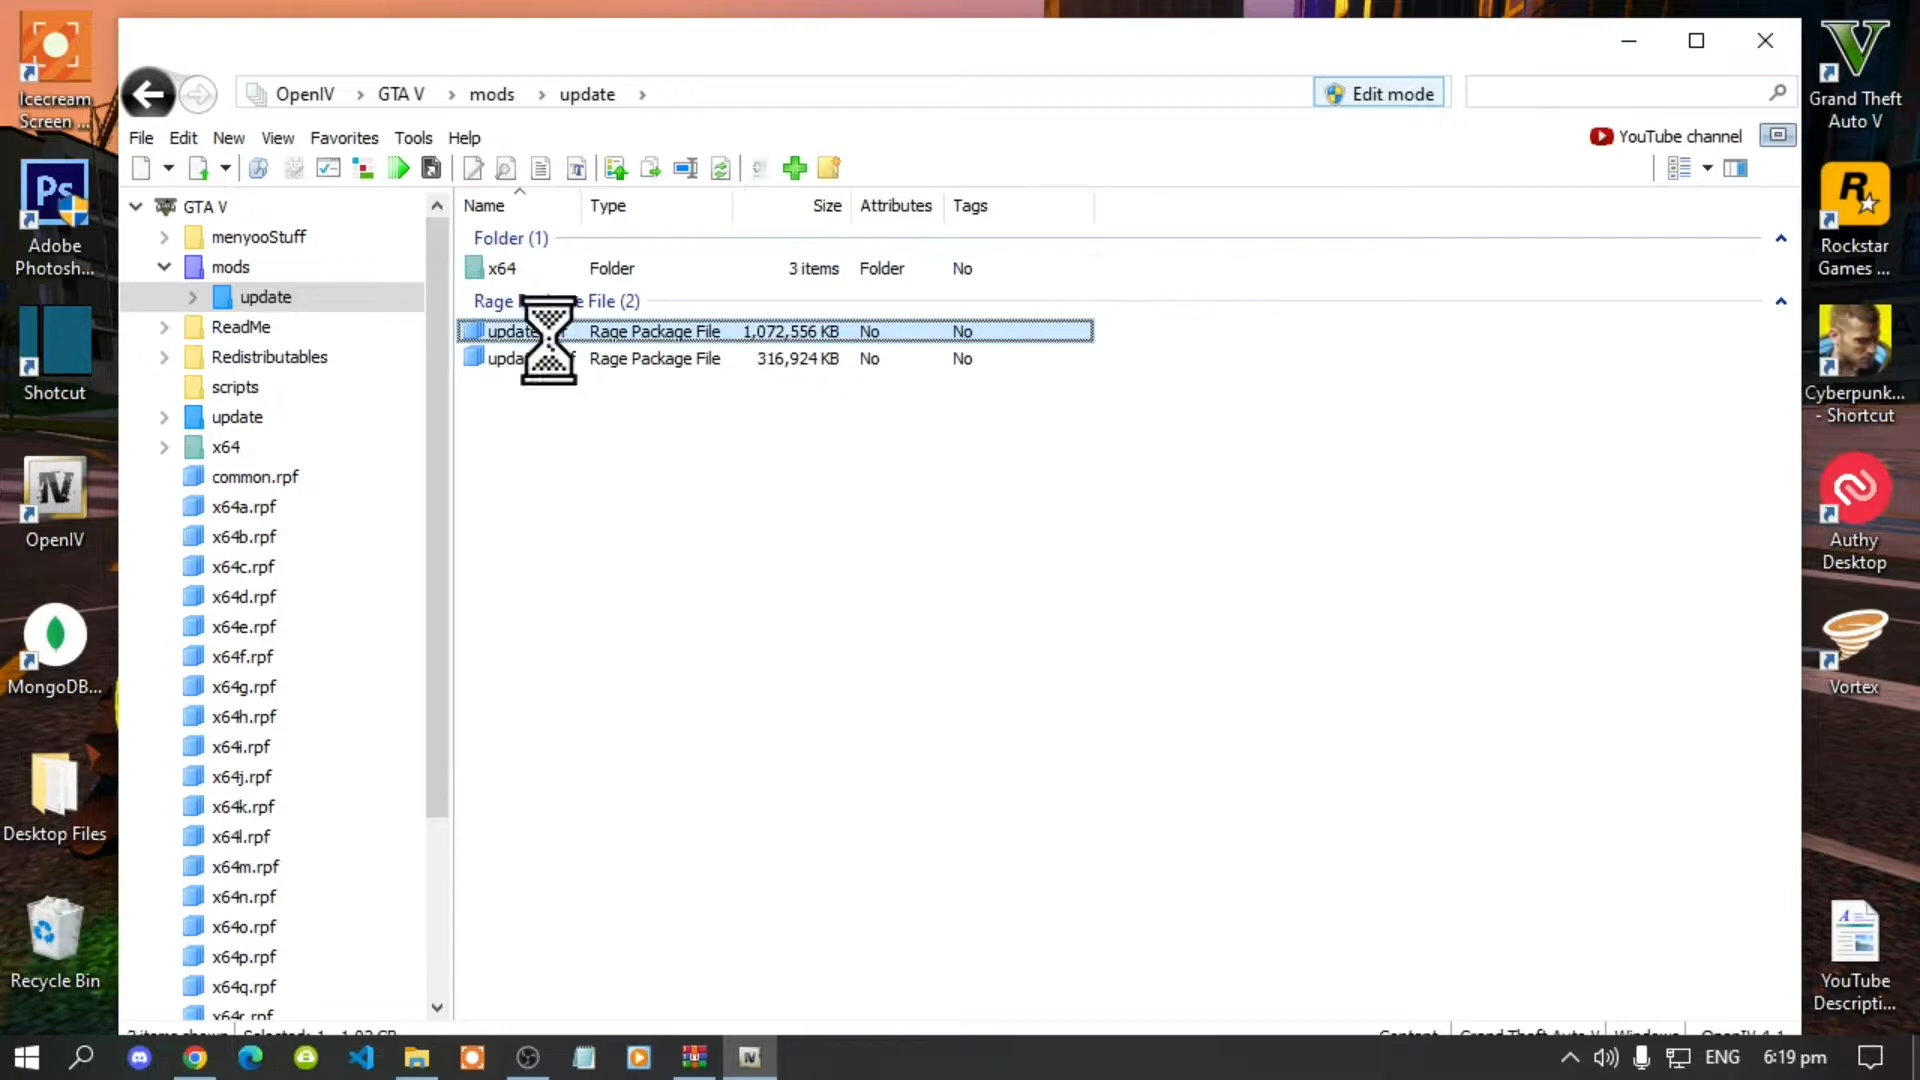 Icecream
Screen ...
Adobe
Photosh...
Shotcut
OpenIV
MongoDB...
Desktop Files
Recycle Bin
OpenIV > GTA V > mods > update >
Edit mode
File Edit New View Favorites Tools Help
YouTube channel
GTA V
menyooStuff
mods
update
ReadMe
Redistributables
scripts
update
x64
common.rpf
x64a.rpf
x64b.rpf
x64c.rpf
x64d.rpf
x64e.rpf
x64f.rpf
x64g.rpf
x64h.rpf
x64i.rpf
x64j.rpf
x64k.rpf
x64l.rpf
x64m.rpf
x64n.rpf
x64o.rpf
x64p.rpf
x64q.rpf
x64r.rpf
Name Type Size Attributes Tags
Folder (1)
x64 Folder 3 items Folder No
Rage File (2)
Rage Package File 1,072,556 KB No No
Rage Package File 316,924 KB No No
Grand Theft
Auto V
Rockstar
Games ...
Cyberpunk...
- Shortcut
Authy
Desktop
Vortex
YouTube
Descripti...
ENG
6:19 pm